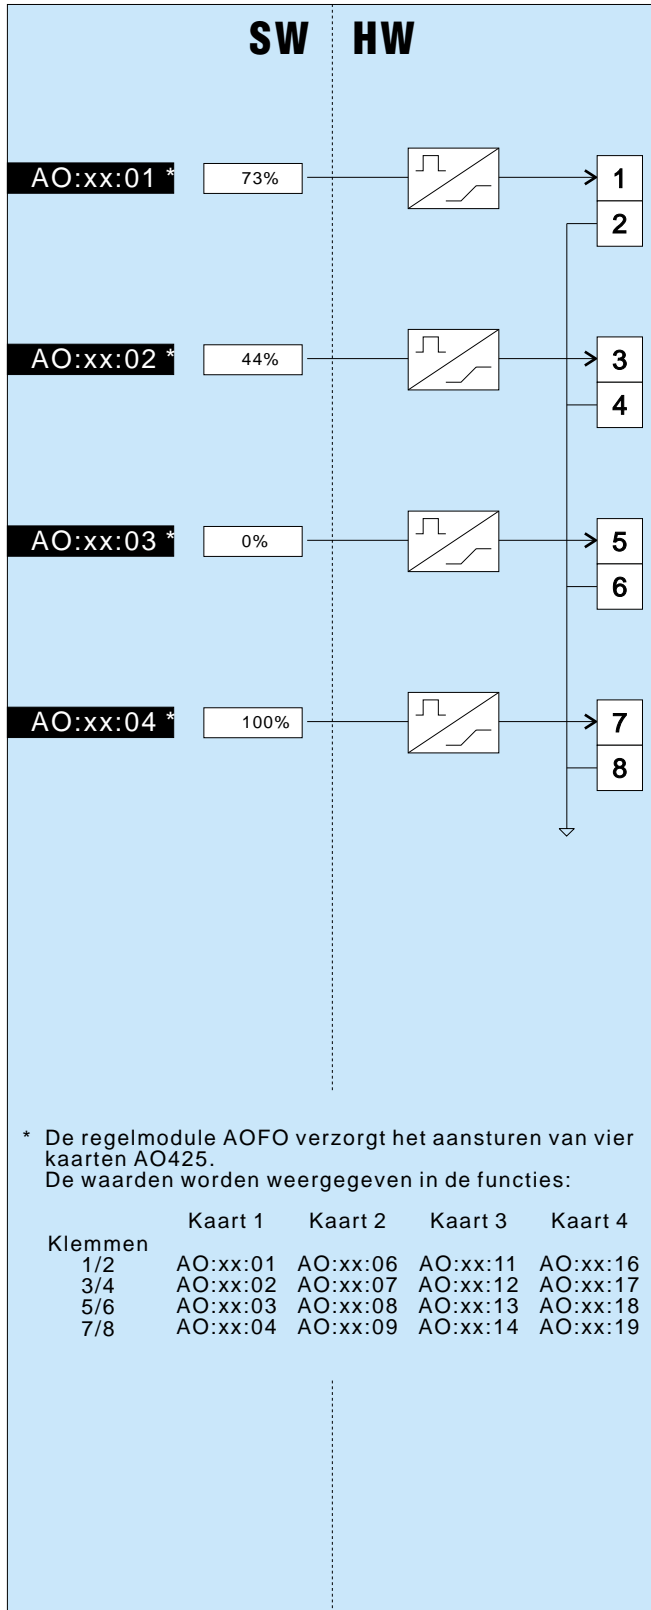 SW HW
AO:xx:01 * 73% 1
2
AO:xx:02 * 44% 3
4
AO:xx:03 * 0% 5
6
AO:xx:04 * 100% 7
8
* De regelmodule AOFO verzorgt het aansturen van vier
kaarten AO425.
De waarden worden weergegeven in de functies:
Kaart 1 Kaart 2 Kaart 3 Kaart 4
Klemmen
1/2 AO:xx:01 AO:xx:06 AO:xx:11 AO:xx:16
3/4 AO:xx:02 AO:xx:07 AO:xx:12 AO:xx:17
5/6 AO:xx:03 AO:xx:08 AO:xx:13 AO:xx:18
7/8 AO:xx:04 AO:xx:09 AO:xx:14 AO:xx:19